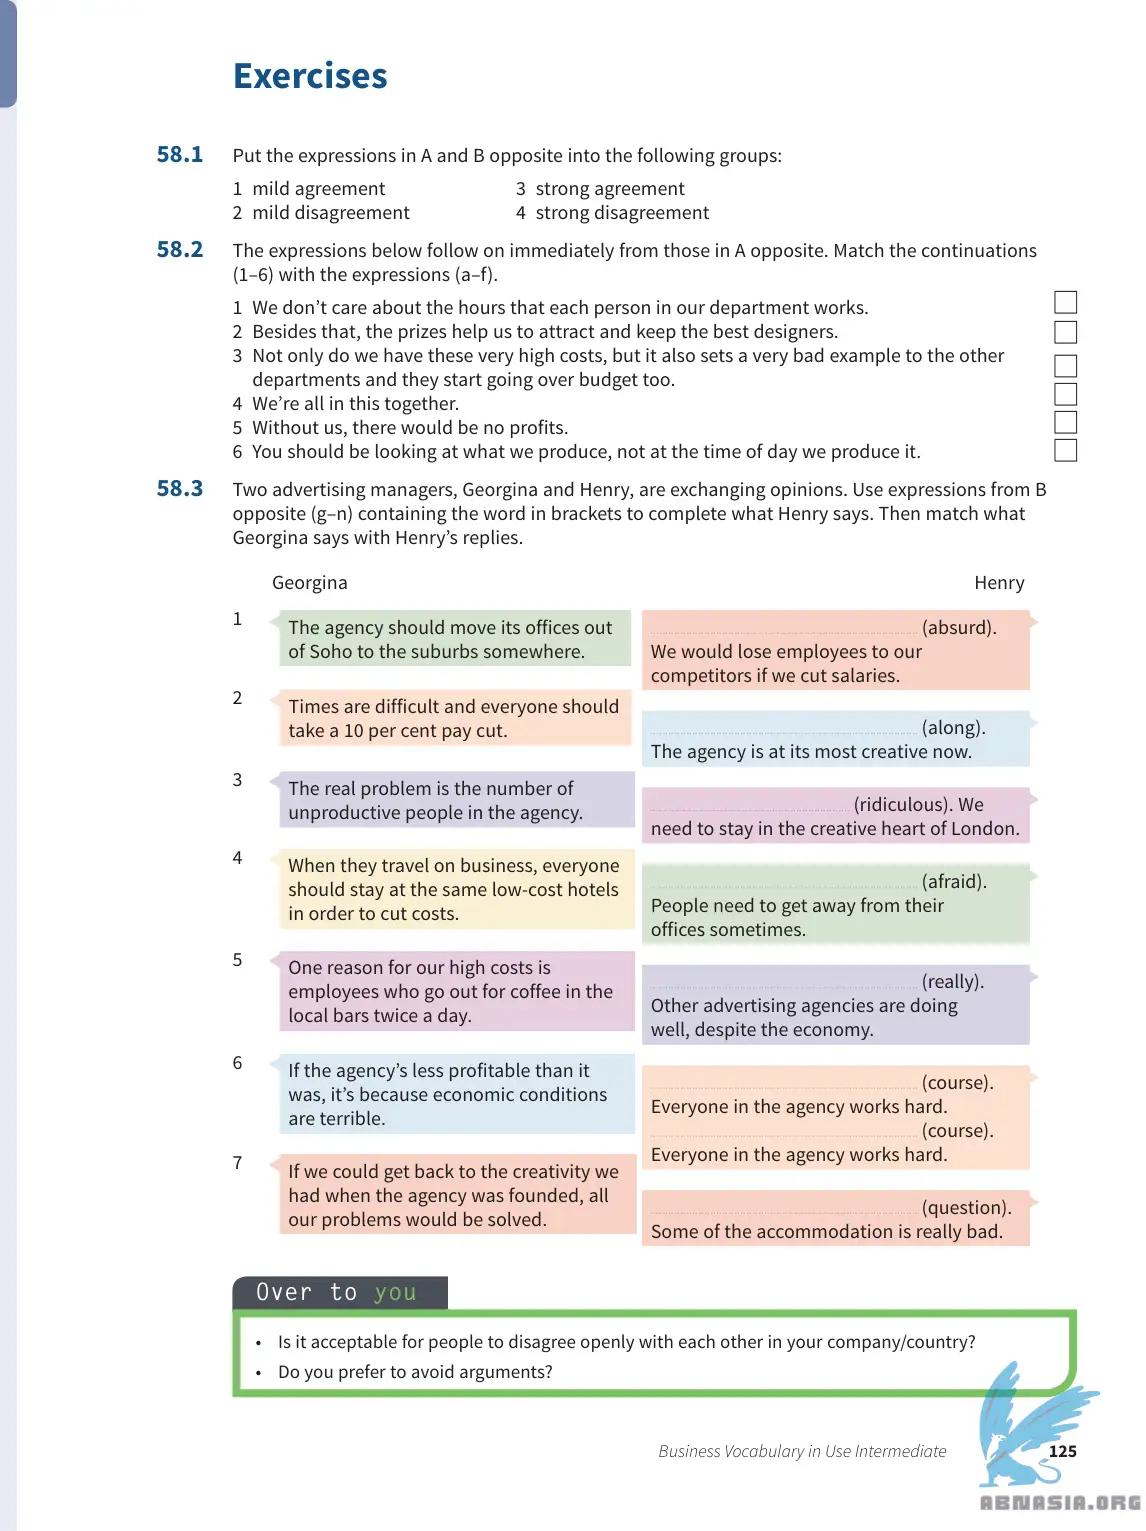 Exercises
58.1 Put the expressions in A and B opposite into the following groups:
1 mild agreement 3 strong agreement
2 mild disagreement 4 strong disagreement
58.2 The expressions below follow on immediately from those in A opposite. Match the continuations
(1–6) with the expressions (a–f).
1 We don’t care about the hours that each person in our department works.
2 Besides that, the prizes help us to attract and keep the best designers.
3 Not only do we have these very high costs, but it also sets a very bad example to the other
departments and they start going over budget too.
4 We’re all in this together.
5 Without us, there would be no profits.
6 You should be looking at what we produce, not at the time of day we produce it.
58.3 Two advertising managers, Georgina and Henry, are exchanging opinions. Use expressions from B
opposite (g–n) containing the word in brackets to complete what Henry says. Then match what
Georgina says with Henry’s replies.
Georgina
1
The agency should move its offices out
of Soho to the suburbs somewhere.
2
Times are difficult and everyone should
take a 10 per cent pay cut.
3
The real problem is the number of
unproductive people in the agency.
4
When they travel on business, everyone
should stay at the same low-cost hotels
in order to cut costs.
5
One reason for our high costs is
employees who go out for coffee in the
local bars twice a day.
6
If the agency’s less profitable than it
was, it’s because economic conditions
are terrible.
7
If we could get back to the creativity we
had when the agency was founded, all
our problems would be solved.
Henry
(absurd).
We would lose employees to our
competitors if we cut salaries.
(along).
The agency is at its most creative now.
(ridiculous). We
need to stay in the creative heart of London.
(afraid).
People need to get away from their
offices sometimes.
(really).
Other advertising agencies are doing
well, despite the economy.
(course).
Everyone in the agency works hard.
(course).
Everyone in the agency works hard.
(question).
Some of the accommodation is really bad.
Over to you
• Is it acceptable for people to disagree openly with each other in your company/country?
• Do you prefer to avoid arguments?
Business Vocabulary in Use Intermediate 125
ABNASIA.ORG